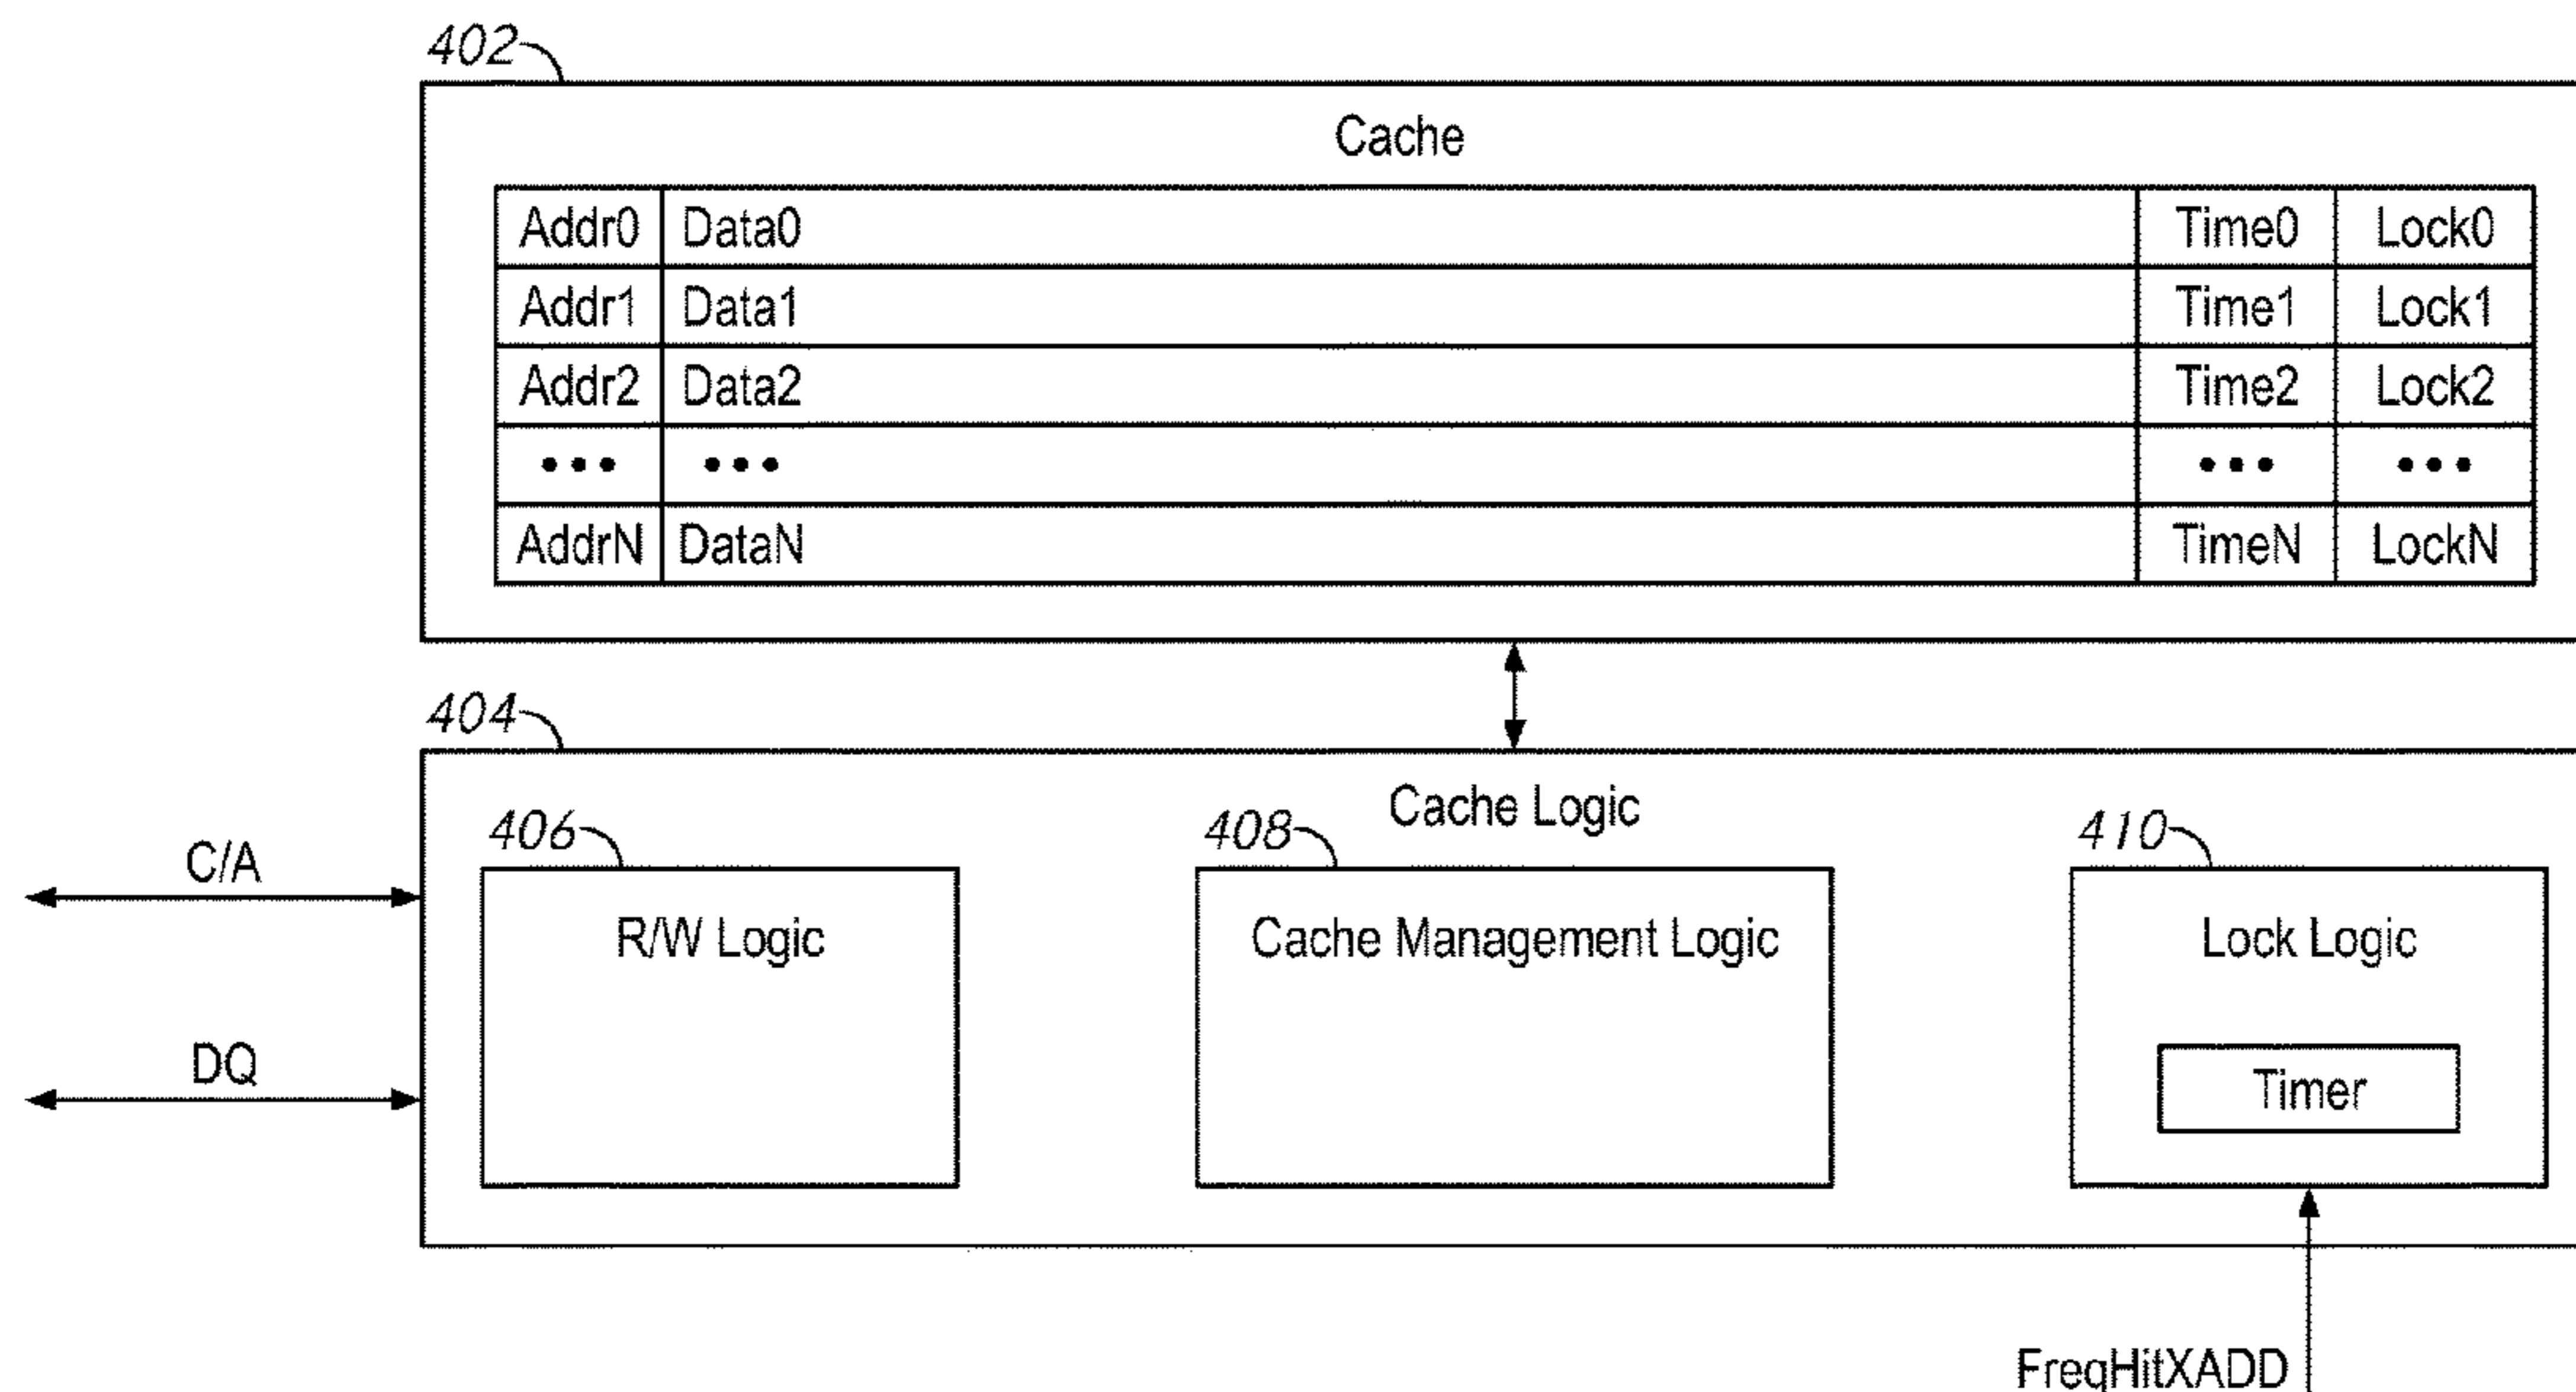 402
Cache
Addr0 Data0 Time0 Lock0
Addr1 Data1 Time1 Lock1
Addr2 Data2 Time2 Lock2
••• ••• ••• •••
AddrN DataN TimeN LockN
404
Cache Logic
406 408 410
C/A
R/W Logic Cache Management Logic Lock Logic
DQ
Timer
FreqHitXADD